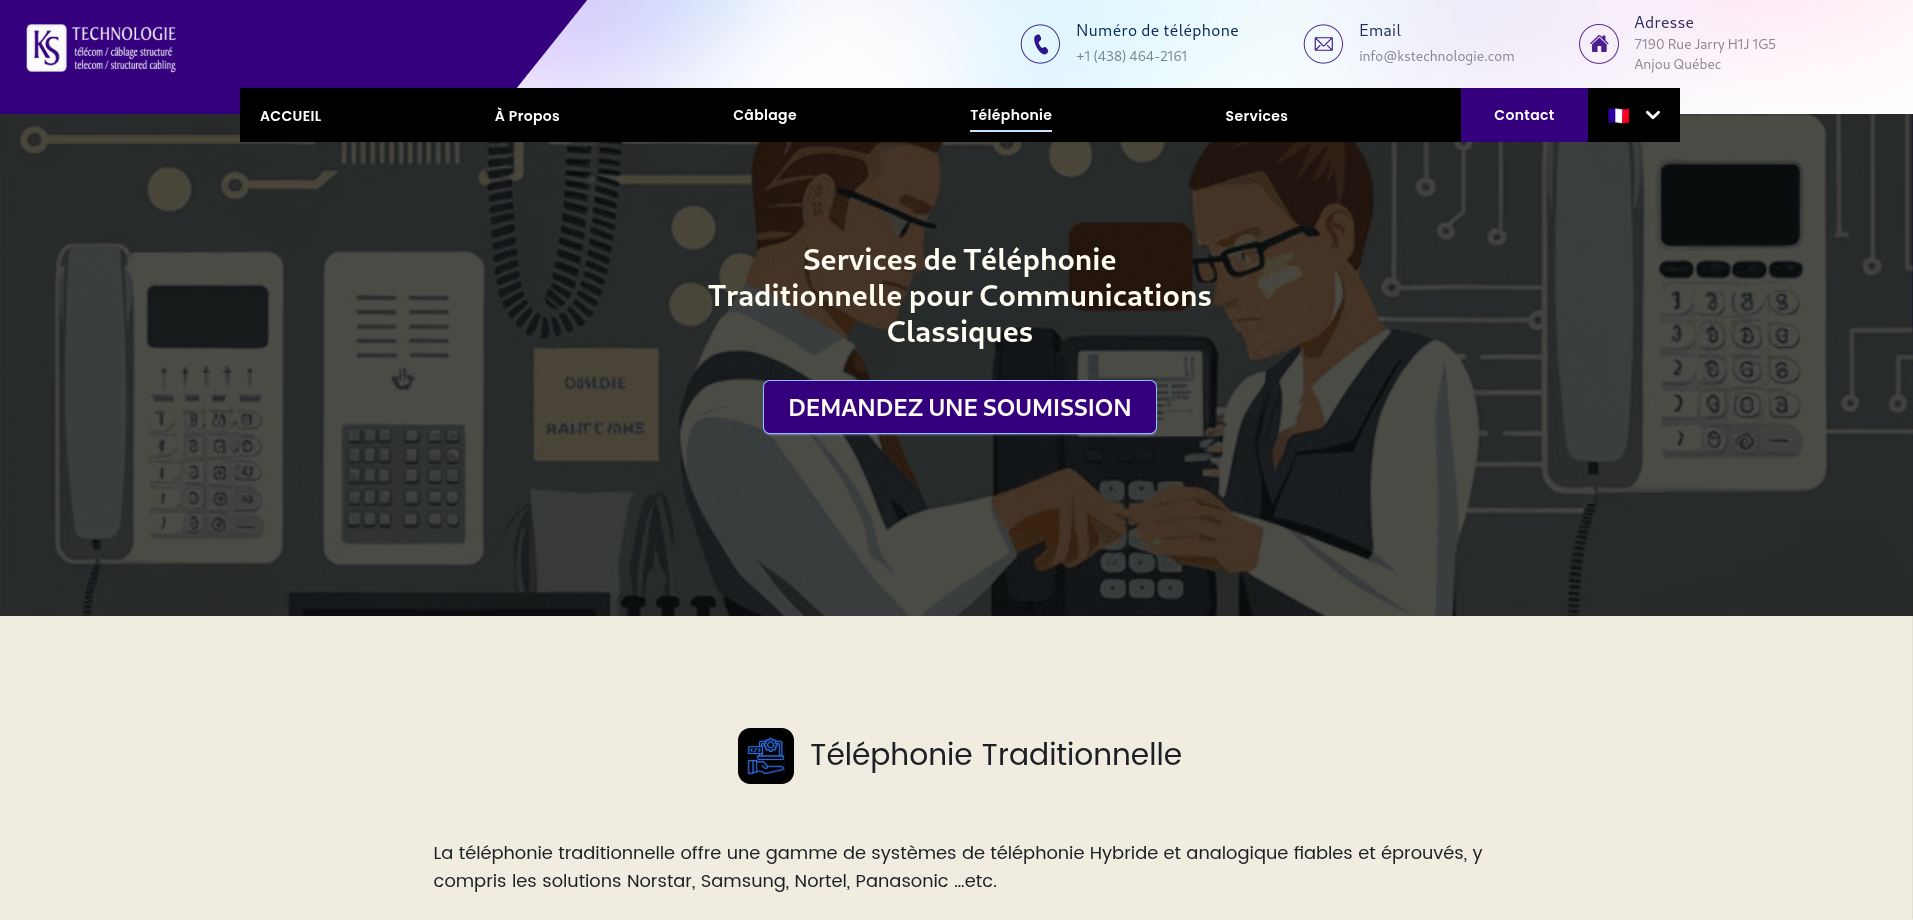 KS TECHNOLOGIE
télécom / câblage structuré
telecom / structured cabling
Numéro de téléphone
+1 (438) 464-2161
Email
info@kstechnologie.com
Adresse
7190 Rue Jarry H1J 1G5
Anjou Québec
ACCUEIL
À Propos
Câblage
Téléphonie
Services
Contact
Services de Téléphonie
Traditionnelle pour Communications
Classiques
DEMANDEZ UNE SOUMISSION
Téléphonie Traditionnelle
La téléphonie traditionnelle offre une gamme de systèmes de téléphonie Hybride et analogique fiables et éprouvés, y
compris les solutions Norstar, Samsung, Nortel, Panasonic ...etc.